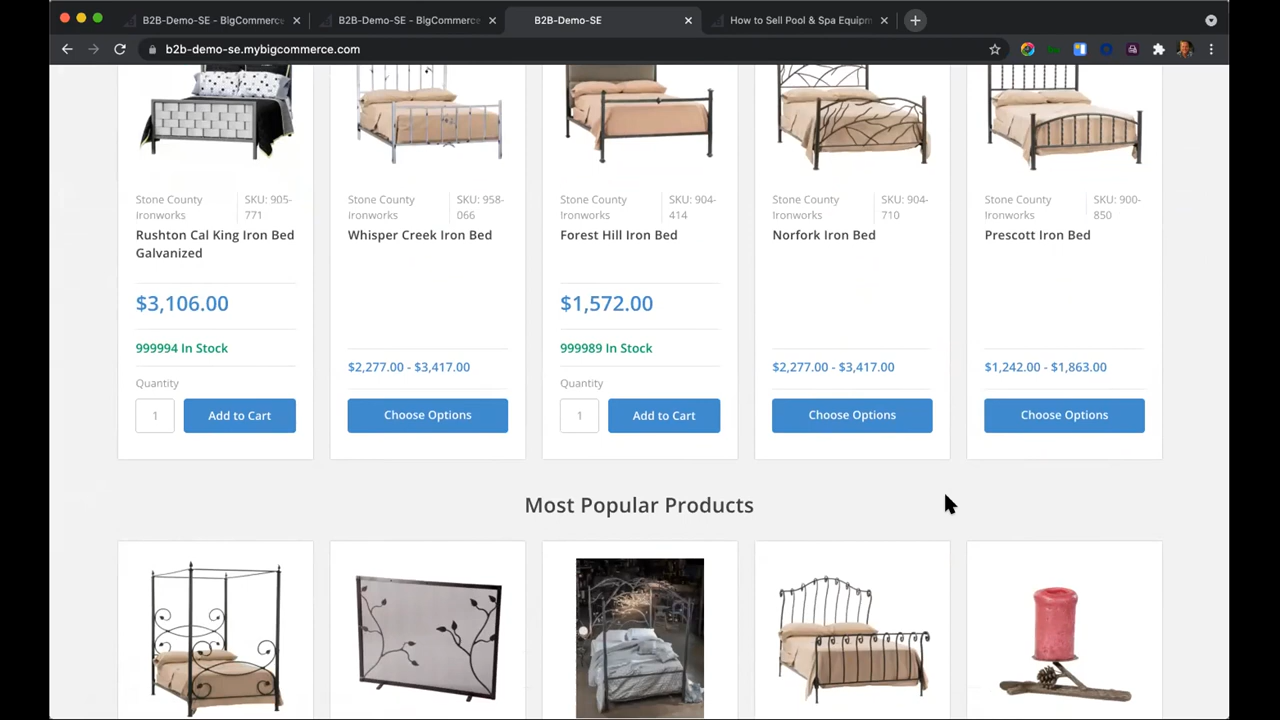 B2B-Demo-SE - BigCommerce
B2B-Demo-SE - BigCommerce
B2B-Demo-SE
How to Sell Pool & Spa Equipm
b2b-demo-se.mybigcommerce.com
Stone County Ironworks
SKU: 905-771
Rushton Cal King Iron Bed
Galvanized
$3,106.00
999994 In Stock
Quantity
1
Add to Cart
Stone County Ironworks
SKU: 958-066
Whisper Creek Iron Bed
$2,277.00 - $3,417.00
Choose Options
Stone County Ironworks
SKU: 904-414
Forest Hill Iron Bed
$1,572.00
999989 In Stock
Quantity
1
Add to Cart
Stone County Ironworks
SKU: 904-710
Norfork Iron Bed
$2,277.00 - $3,417.00
Choose Options
Stone County Ironworks
SKU: 900-850
Prescott Iron Bed
$1,242.00 - $1,863.00
Choose Options
Most Popular Products